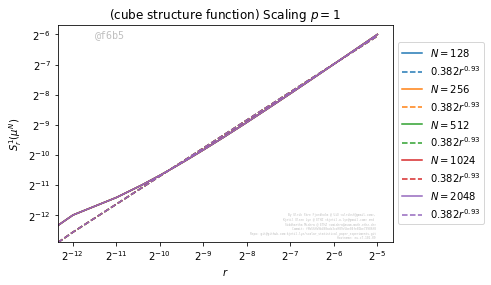 (cube structure function) Scaling p = 1
@f6b5
2^-6
2^-7
2^-8
2^-9
2^-10
2^-11
2^-12
S_r^1(μ^N)
2^-12
2^-11
2^-10
2^-9
2^-8
2^-7
2^-6
2^-5
r
N = 128
0.382r^0.93
N = 256
0.382r^0.93
N = 512
0.382r^0.93
N = 1024
0.382r^0.93
N = 2048
0.382r^0.93